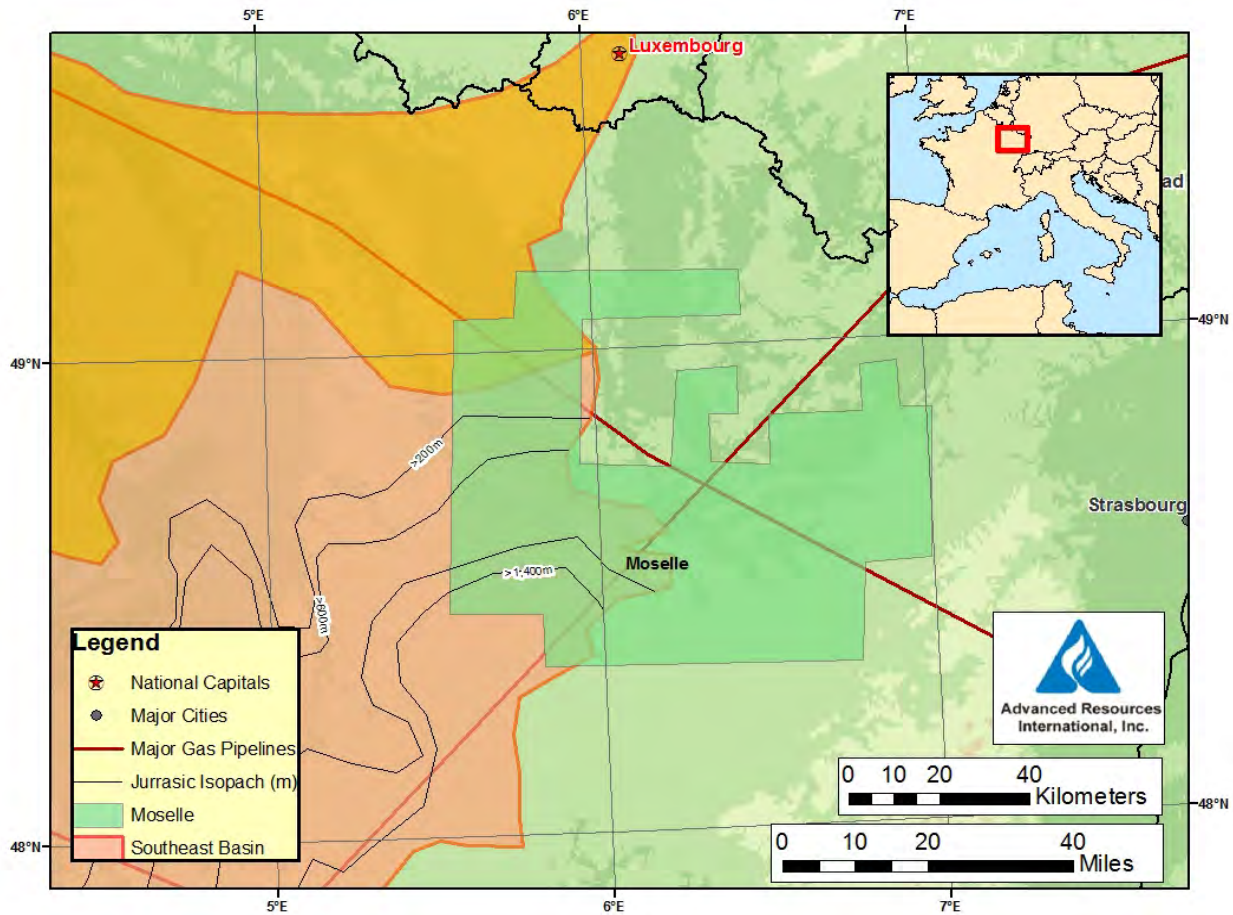 5°E
6°E
7°E
Luxembourg
ad
49°N
49°N
>200m
Strasbourg
Moselle
>1,400m
>600m
Legend
National Capitals
Major Cities
Major Gas Pipelines
Jurrasic Isopach (m)
Moselle
Southeast Basin
Advanced Resources
International, Inc.
0 10 20 40
Kilometers
0 10 20 40
Miles
48°N
48°N
5°E
6°E
7°E